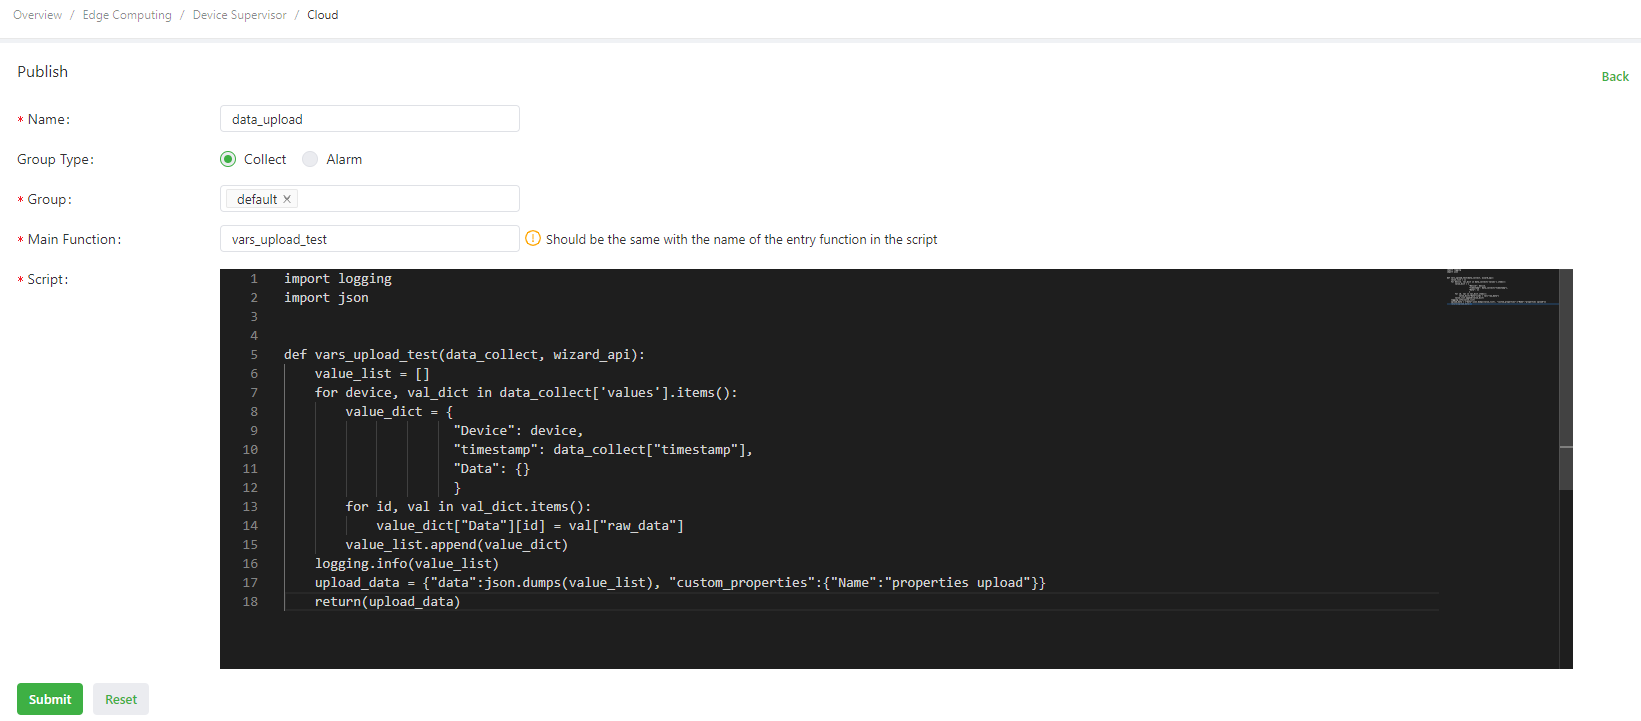 Overview / Edge Computing / Device Supervisor / Cloud
Publish
Back
* Name: data_upload
Group Type: Collect Alarm
* Group: default ×
* Main Function: vars_upload_test Should be the same with the name of the entry function in the script
* Script:
1 import logging
2 import json
3
4
5 def vars_upload_test(data_collect, wizard_api):
6 value_list = []
7 for device, val_dict in data_collect['values'].items():
8 value_dict = {
9 "Device": device,
10 "timestamp": data_collect["timestamp"],
11 "Data": {}
12 }
13 for id, val in val_dict.items():
14 value_dict["Data"][id] = val["raw_data"]
15 value_list.append(value_dict)
16 logging.info(value_list)
17 upload_data = {"data":json.dumps(value_list), "custom_properties":{"Name":"properties upload"}}
18 return(upload_data)
Submit Reset